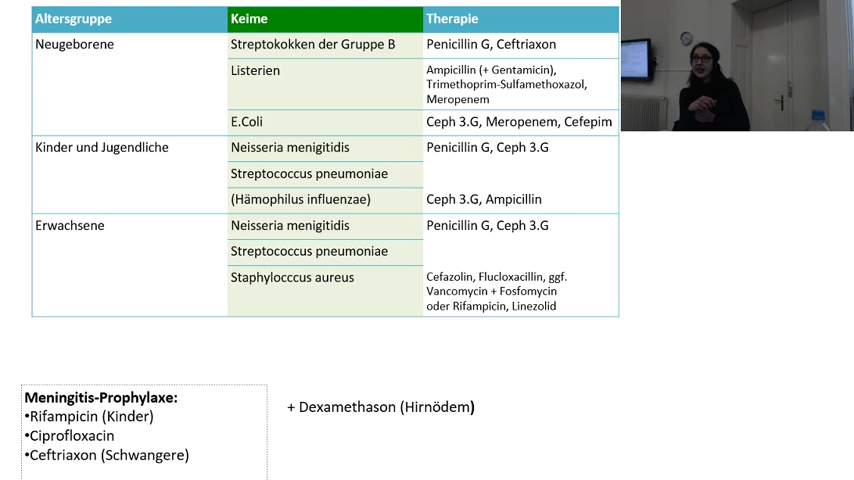 Altersgruppe Keime Therapie
Neugeborene Streptokokken der Gruppe B Penicillin G, Ceftriaxon
Listerien Ampicillin (+ Gentamicin),
Trimethoprim-Sulfamethoxazol,
Meropenem
E.Coli Ceph 3.G, Meropenem, Cefepim
Kinder und Jugendliche Neisseria menigitidis Penicillin G, Ceph 3.G
Streptococcus pneumoniae
(Hämophilus influenzae) Ceph 3.G, Ampicillin
Erwachsene Neisseria menigitidis Penicillin G, Ceph 3.G
Streptococcus pneumoniae
Staphylocccus aureus Cefazolin, Flucloxacillin, ggf.
Vancomycin + Fosfomycin
oder Rifampicin, Linezolid
Meningitis-Prophylaxe:
•Rifampicin (Kinder)
•Ciprofloxacin
•Ceftriaxon (Schwangere)
+ Dexamethason (Hirnödem)